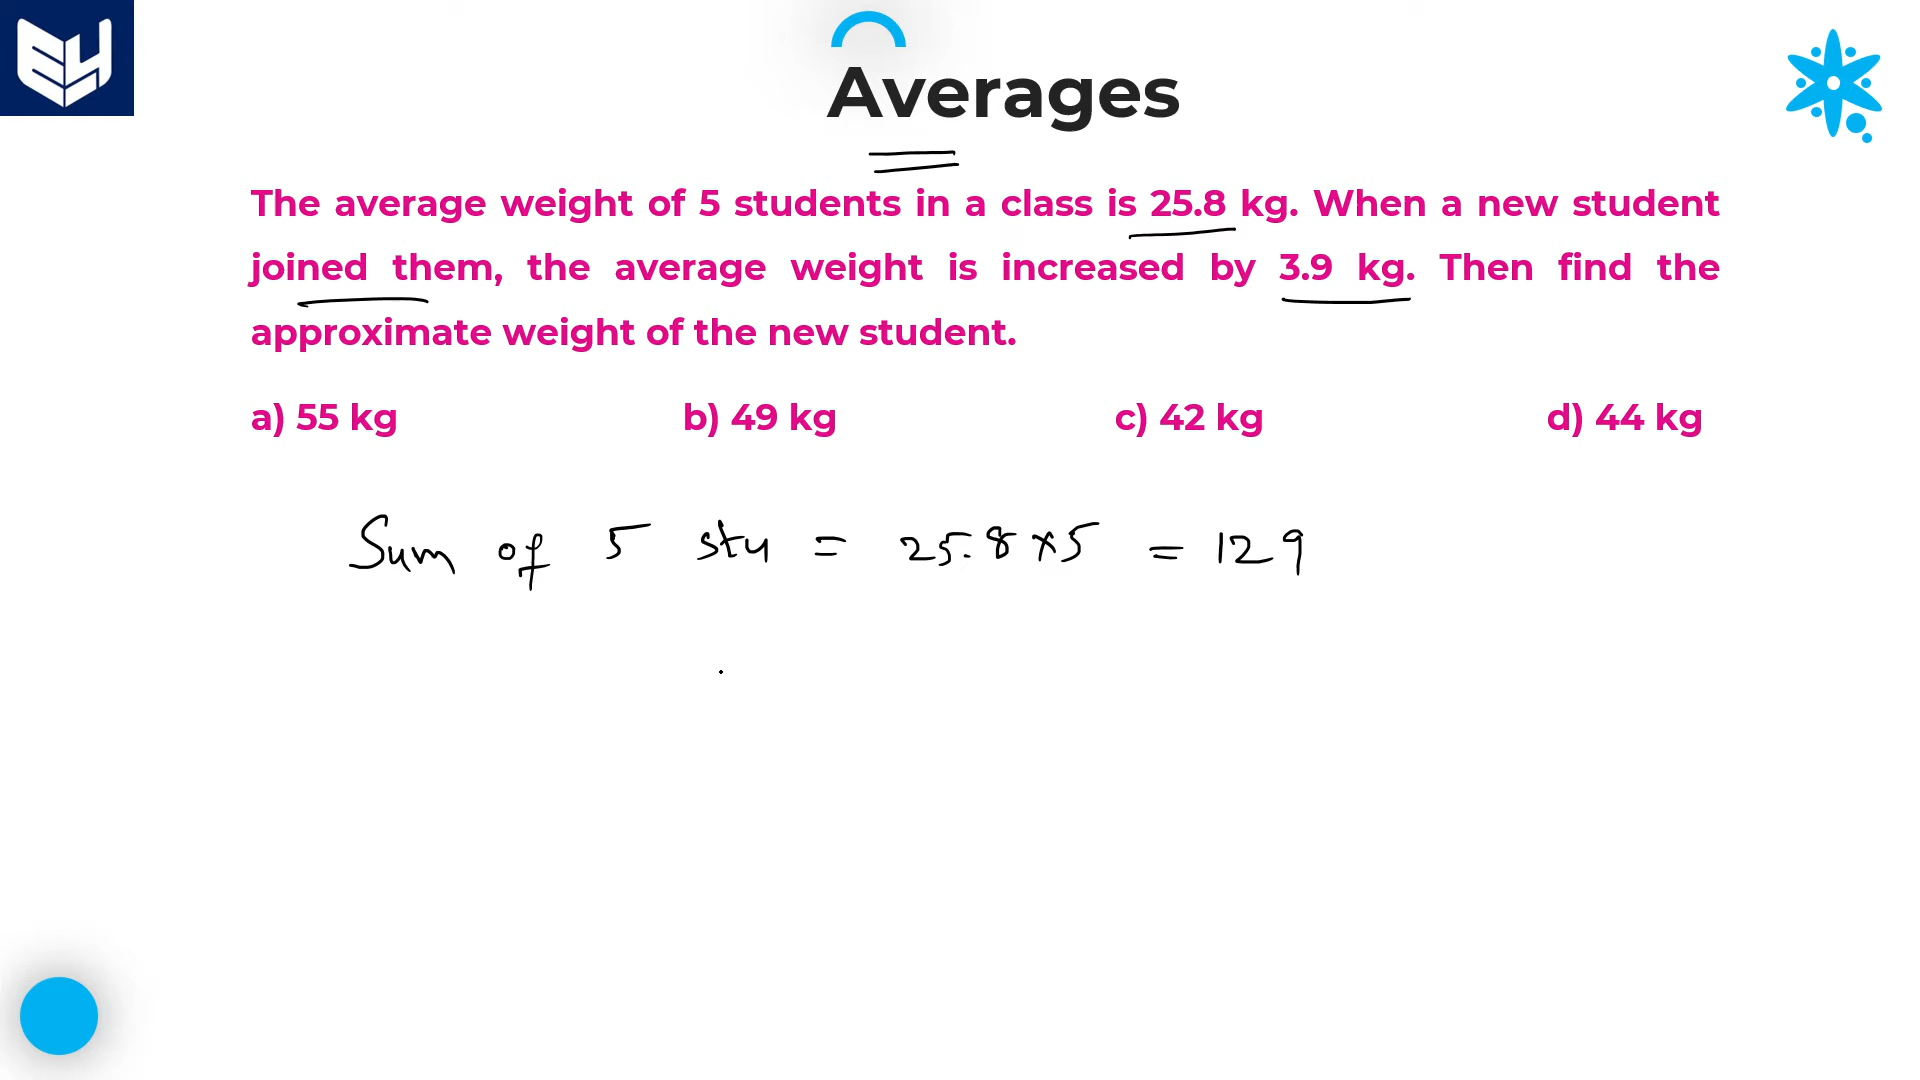 Averages
The average weight of 5 students in a class is 25.8 kg. When a new student
joined them, the average weight is increased by 3.9 kg. Then find the
approximate weight of the new student.
a) 55 kg b) 49 kg c) 42 kg d) 44 kg
Sum of 5 stu = 25.8 × 5 = 129